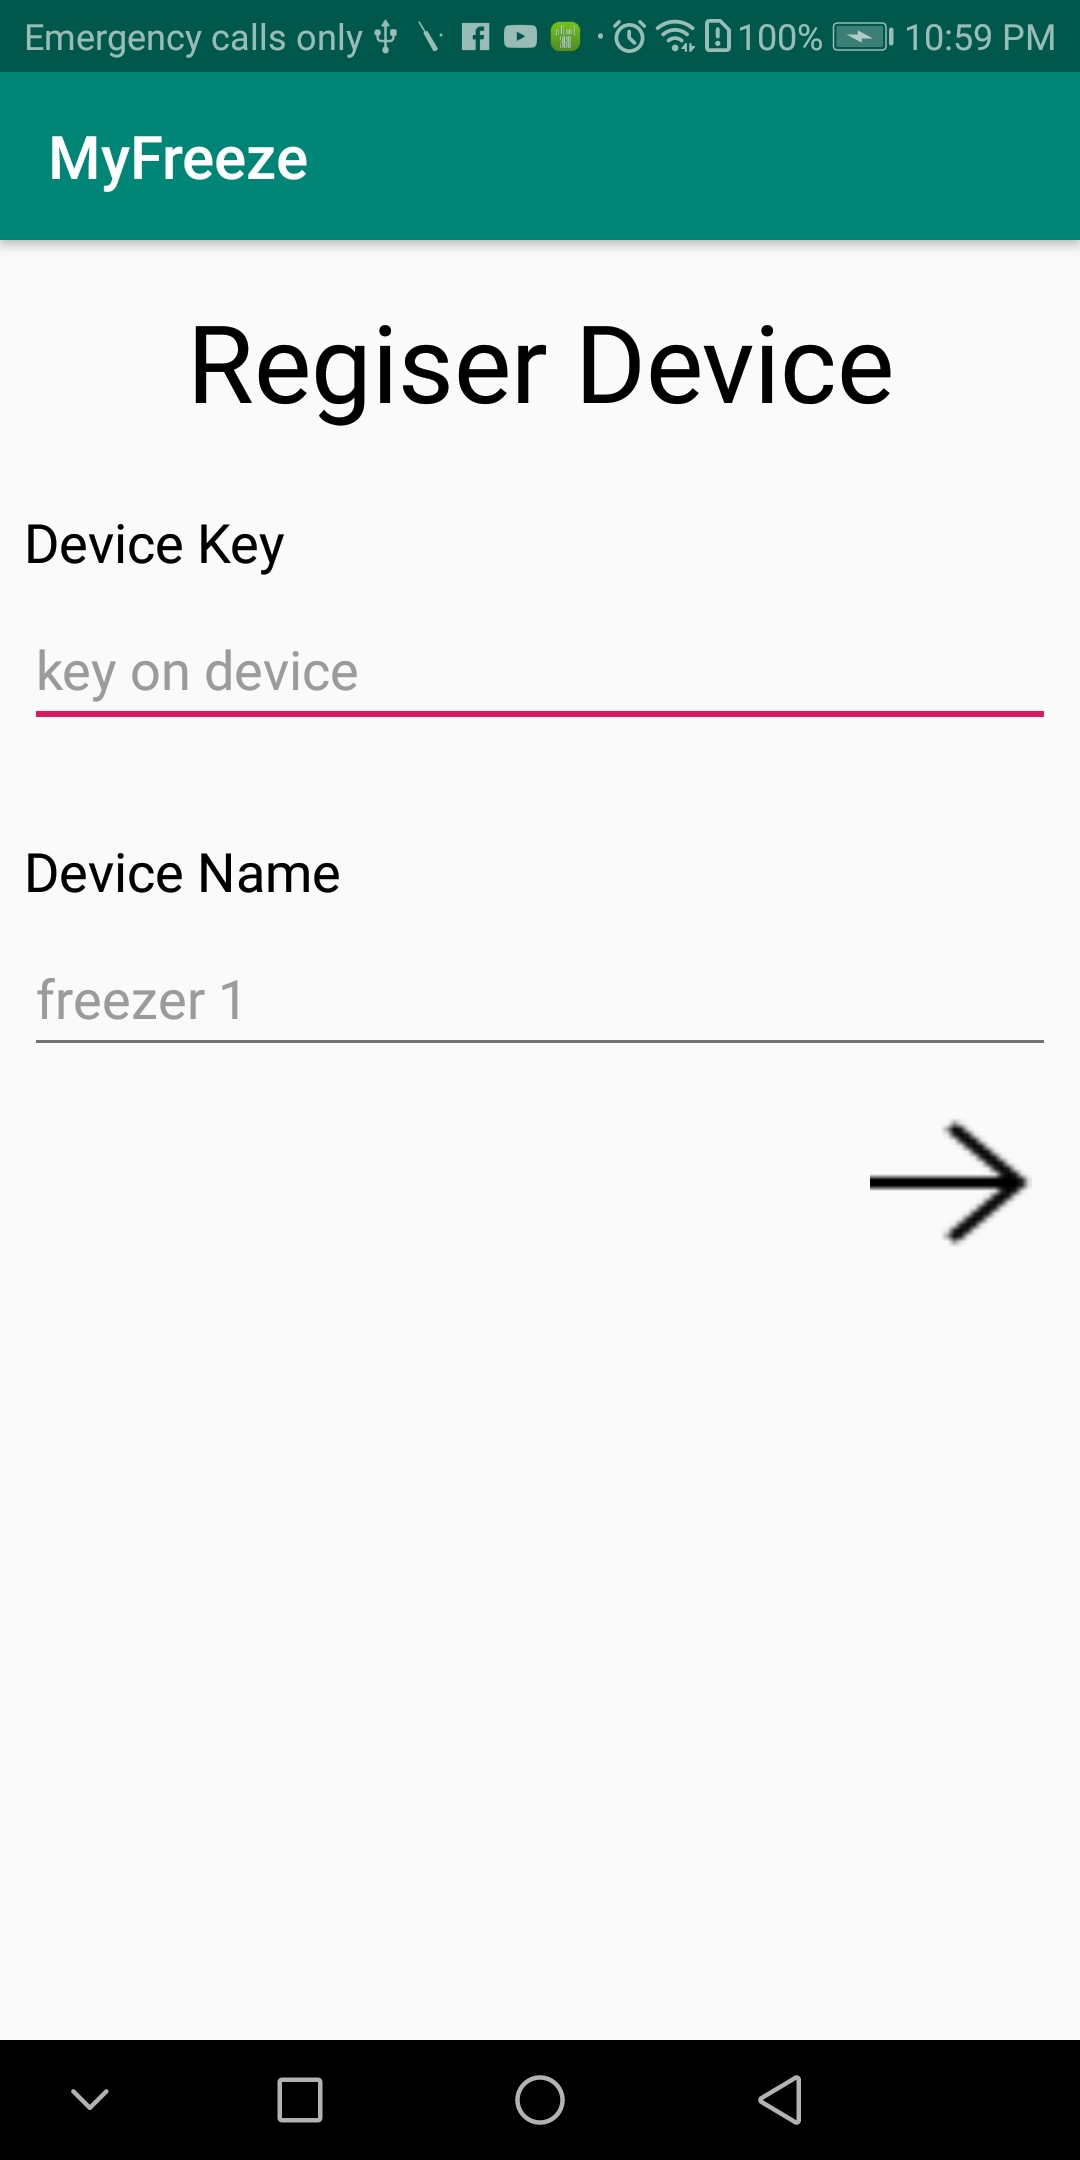 Emergency calls only 100% 10:59 PM
MyFreeze
Regiser Device
Device Key
key on device
Device Name
freezer 1